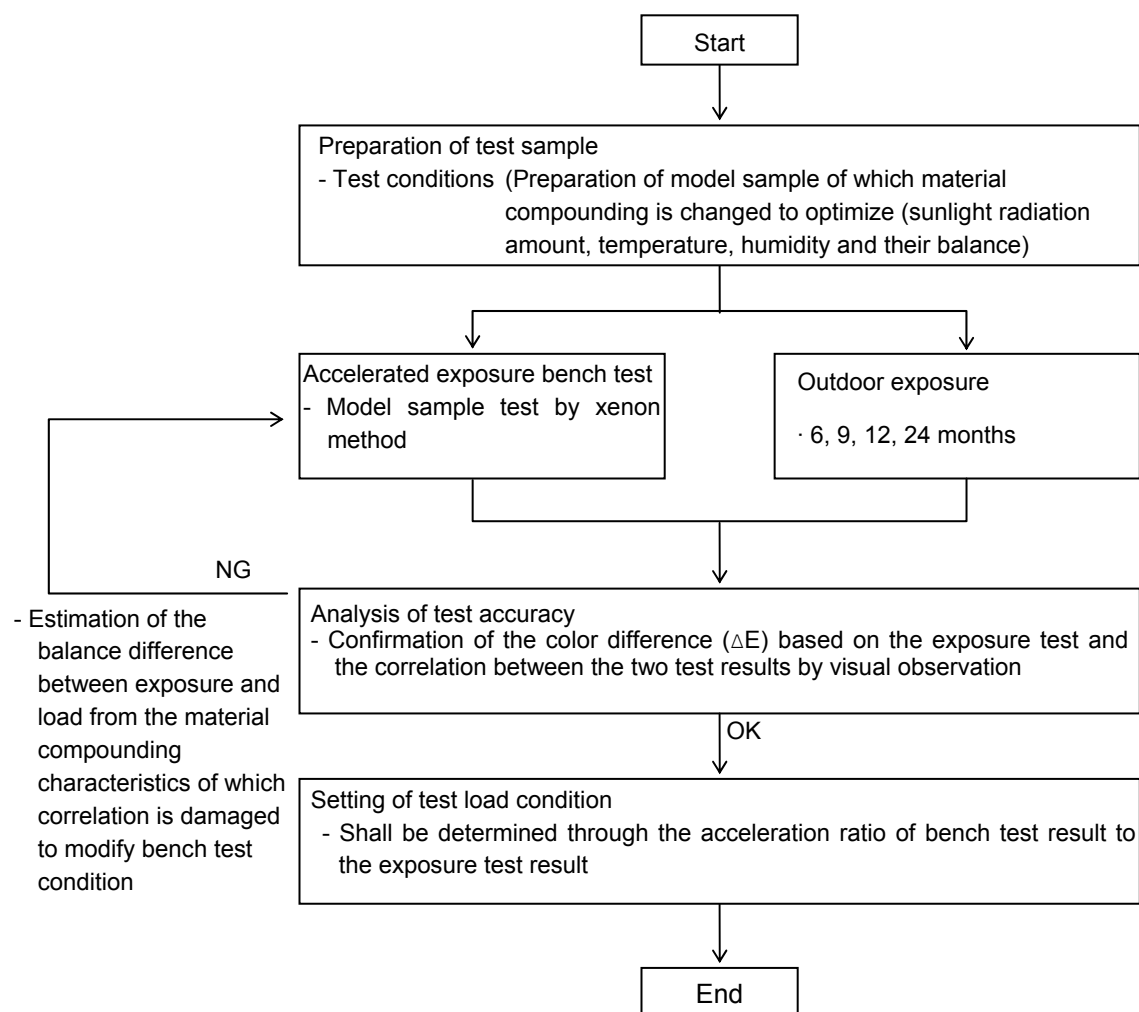 Start
Preparation of test sample
- Test conditions (Preparation of model sample of which material
compounding is changed to optimize (sunlight radiation
amount, temperature, humidity and their balance)
Accelerated exposure bench test
- Model sample test by xenon
method
Outdoor exposure
· 6, 9, 12, 24 months
NG
- Estimation of the
balance difference
between exposure and
load from the material
compounding
characteristics of which
correlation is damaged
to modify bench test
condition
Analysis of test accuracy
- Confirmation of the color difference (△E) based on the exposure test and
the correlation between the two test results by visual observation
OK
Setting of test load condition
- Shall be determined through the acceleration ratio of bench test result to
the exposure test result
End